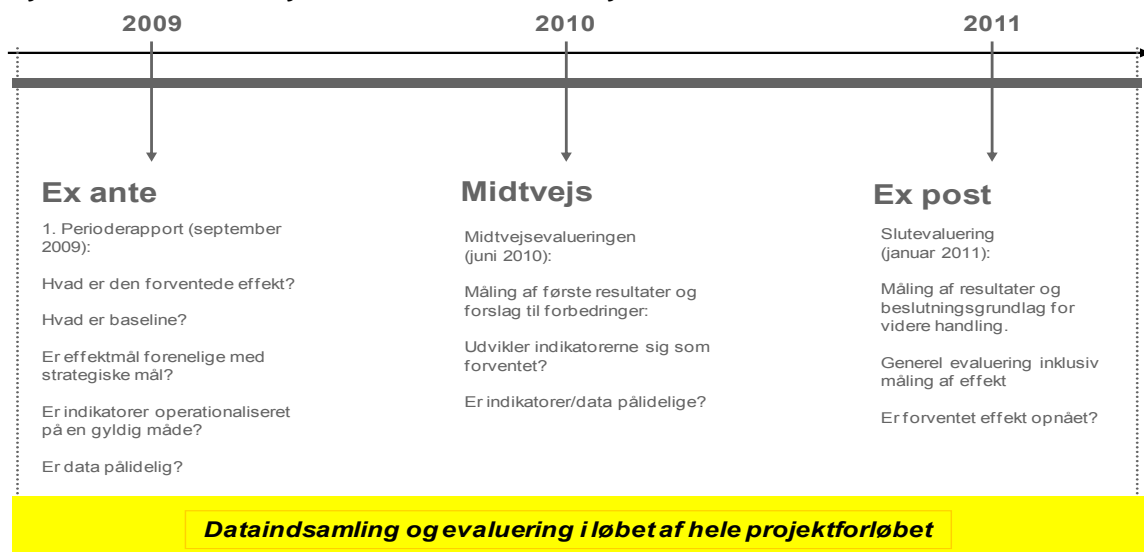 2009
2010
2011
Ex ante
1. Perioderapport (september
2009):
Hvad er den forventede effekt?
Hvad er baseline?
Er effektmål forenelige med
strategiske mål?
Er indikatorer operationaliseret
på en gyldig måde?
Er data pålidelig?
Midtvejs
Midtvejsevalueringen
(juni 2010):
Måling af første resultater og
forslag til forbedringer:
Udvikler indikatorerne sig som
forventet?
Er indikatorer/data pålidelige?
Ex post
Slutevaluering
(januar 2011):
Måling af resultater og
beslutningsgrundlag for
videre handling.
Generel evaluering inklusiv
måling af effekt
Er forventet effekt opnået?
Dataindsamling og evaluering i løbet af hele projektforløbet